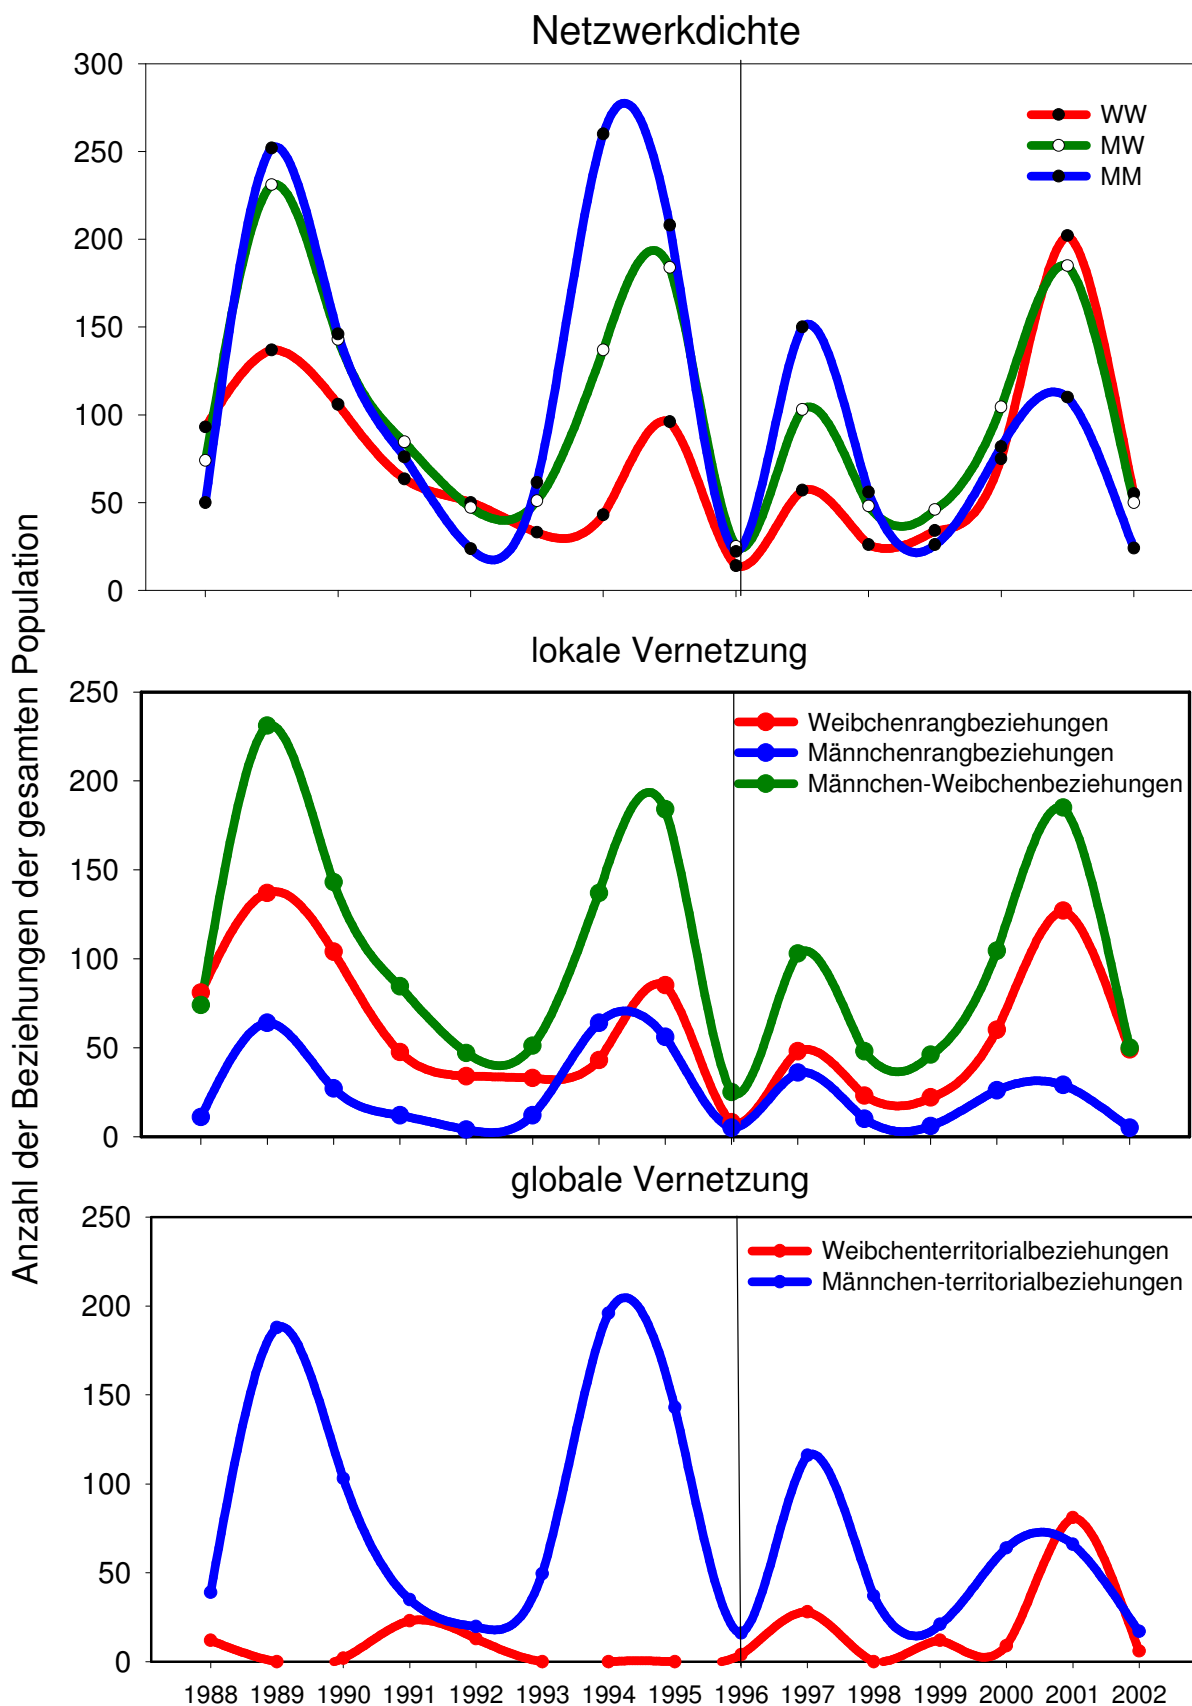 Netzwerkdichte
300
250
200
150
100
50
0
WW
MW
MM
Anzahl der Beziehungen der gesamten Population
lokale Vernetzung
250
200
150
100
50
0
Weibchenrangbeziehungen
Männchenrangbeziehungen
Männchen-Weibchenbeziehungen
globale Vernetzung
250
200
150
100
50
0
Weibchenterritorialbeziehungen
Männchen-territorialbeziehungen
1988 1989 1990 1991 1992 1993 1994 1995 1996 1997 1998 1999 2000 2001 2002